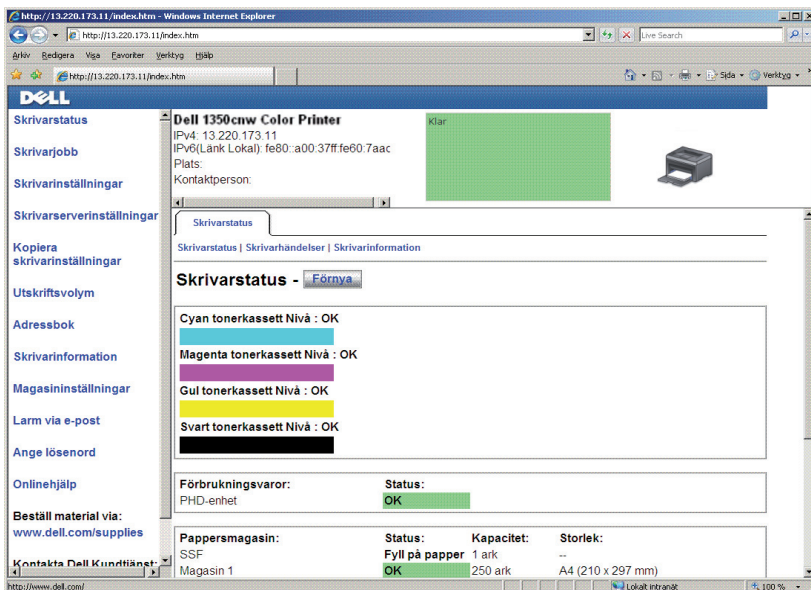 http://13.220.173.11/index.htm - Windows Internet Explorer
http://13.220.173.11/index.htm
Live Search
Arkiv Redigera Visa Favoriter Verktyg Hjälp
http://13.220.173.11/index.htm
Sida Verktyg
DELL
Skrivarstatus
Skrivarjobb
Skrivarinställningar
Skrivarserverinställningar
Kopiera
skrivarinställningar
Utskriftsvolym
Adressbok
Skrivarinformation
Magasininställningar
Larm via e-post
Ange lösenord
Onlinehjälp
Beställ material via:
www.dell.com/supplies
Kontakta Dell Kundtjänst:
Dell 1350cnw Color Printer
IPv4: 13.220.173.11
IPv6(Länk Lokal): fe80::a00:37ff:fe60:7aac
Plats:
Kontaktperson:
Klar
Skrivarstatus
Skrivarstatus | Skrivarhändelser | Skrivarinformation
Skrivarstatus - Förnya
Cyan tonerkassett Nivå : OK
Magenta tonerkassett Nivå : OK
Gul tonerkassett Nivå : OK
Svart tonerkassett Nivå : OK
Förbrukningsvaror: Status:
PHD-enhet OK
Pappersmagasin: Status: Kapacitet: Storlek:
SSF Fyll på papper 1 ark --
Magasin 1 OK 250 ark A4 (210 x 297 mm)
http://www.dell.com/ Lokalt intranät 100 %